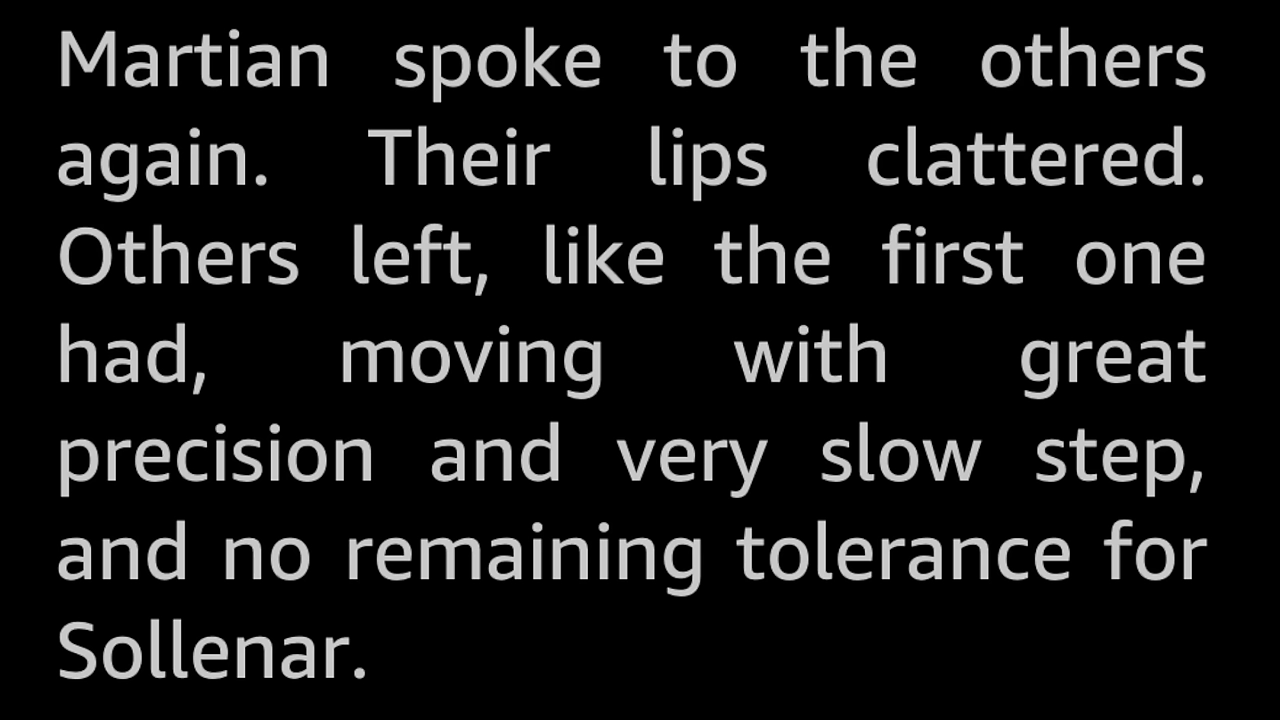 Martian spoke to the others
again. Their lips clattered.
Others left, like the first one
had, moving with great
precision and very slow step,
and no remaining tolerance for
Sollenar.